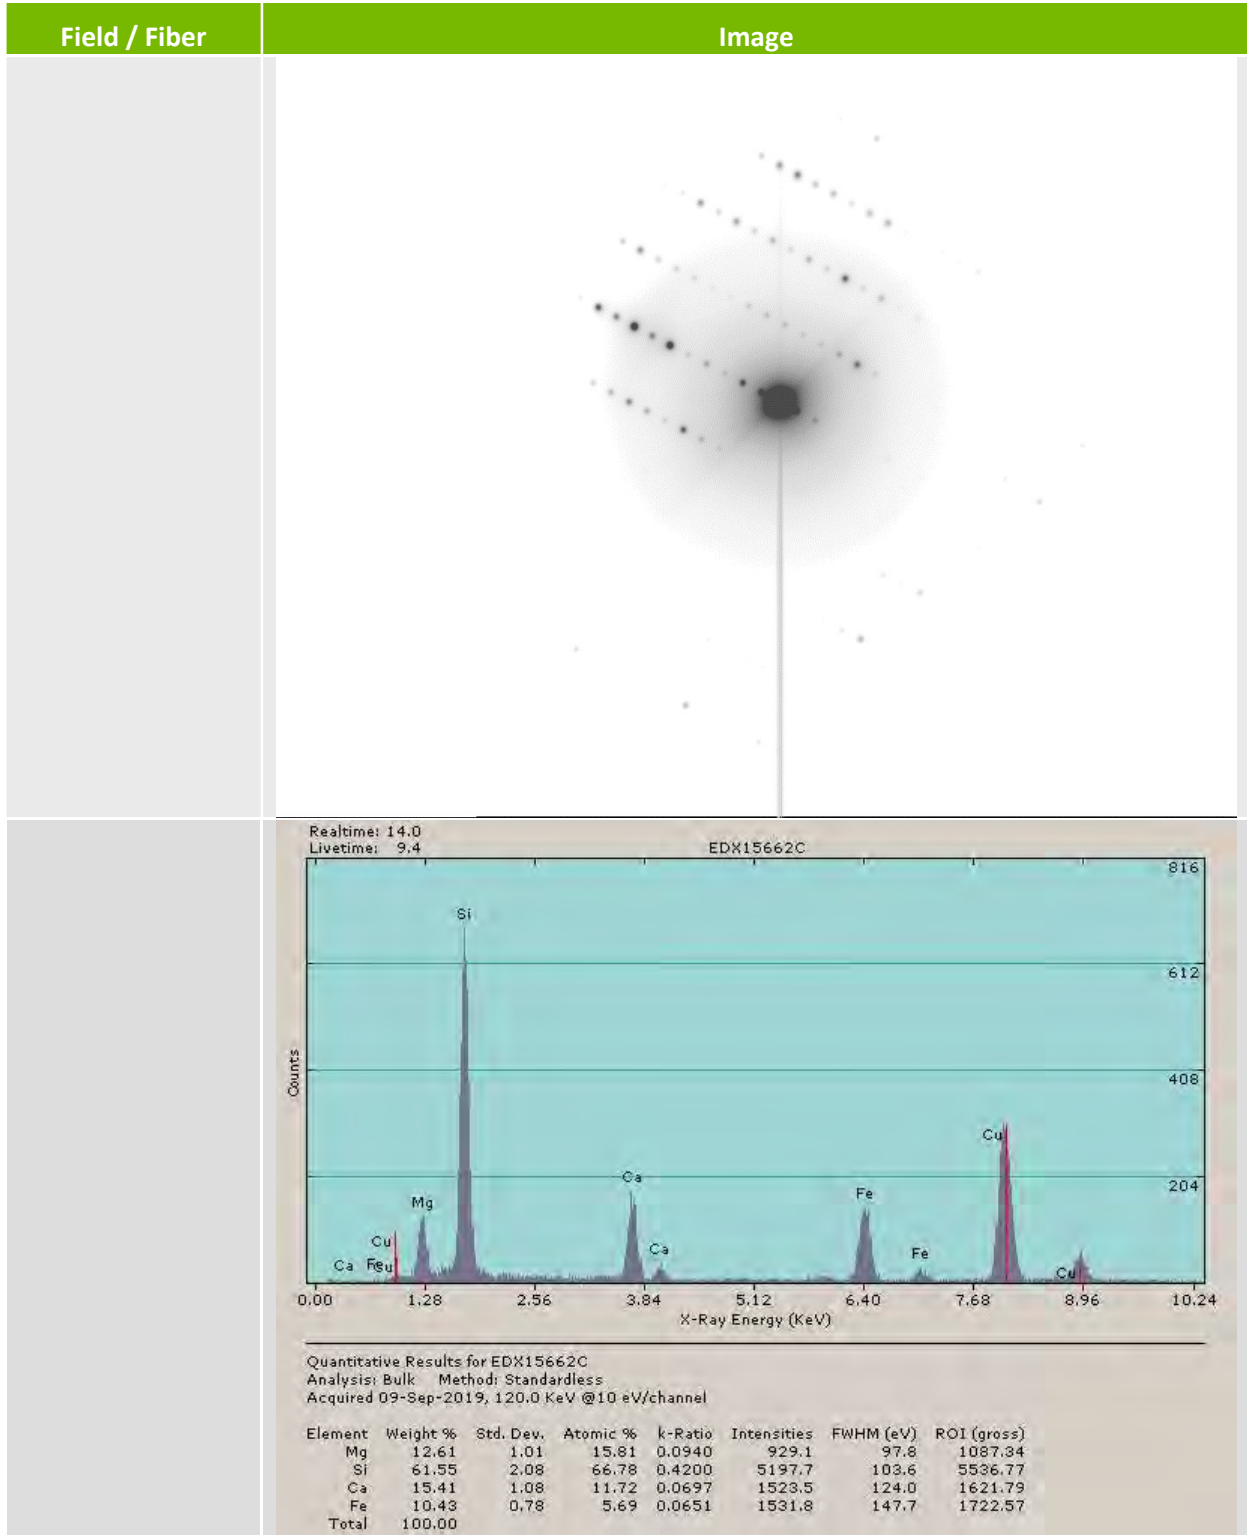 Field / Fiber Image
Realtime: 14.0
Livetime: 9.4 EDX15662C
816
Si
612
Counts
408
Cu
Ca
204
Fe
Mg
Ca
Fe
Cu
Ca Fe
Cu
0.00 1.28 2.56 3.84 5.12 6.40 7.68 8.96 10.24
X-Ray Energy (KeV)
Quantitative Results for EDX15662C
Analysis: Bulk Method: Standardless
Acquired 09-Sep-2019, 120.0 KeV @10 eV/channel
Element Weight % Std. Dev. Atomic % k-Ratio Intensities FWHM (eV) ROI (gross)
Mg 12.61 1.01 15.81 0.0940 929.1 97.8 1087.34
Si 61.55 2.08 66.78 0.4200 5197.7 103.6 5536.77
Ca 15.41 1.08 11.72 0.0697 1523.5 124.0 1621.79
Fe 10.43 0.78 5.69 0.0651 1531.8 147.7 1722.57
Total 100.00